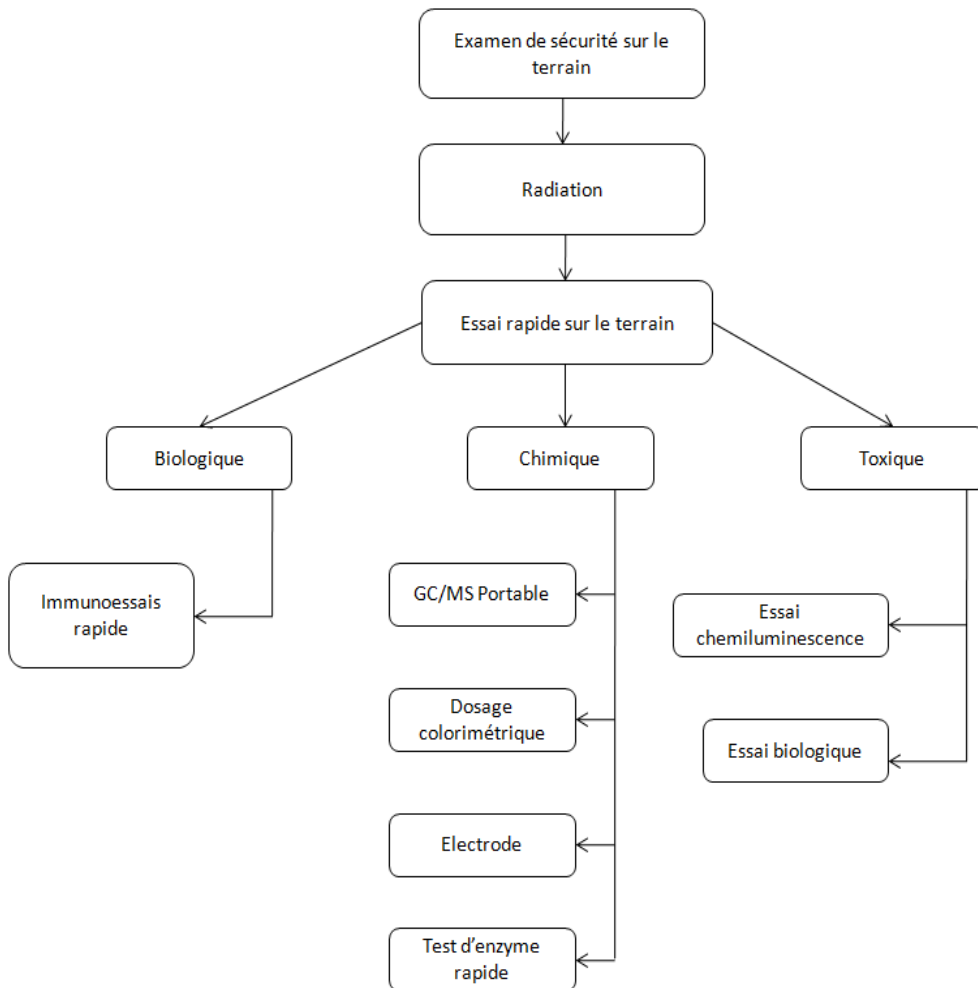 Examen de sécurité sur le
terrain
Radiation
Essai rapide sur le terrain
Biologique
Chimique
Toxique
Immunoessais
rapide
GC/MS Portable
Dosage
colorimétrique
Electrode
Test d’enzyme
rapide
Essai
chemiluminescence
Essai biologique